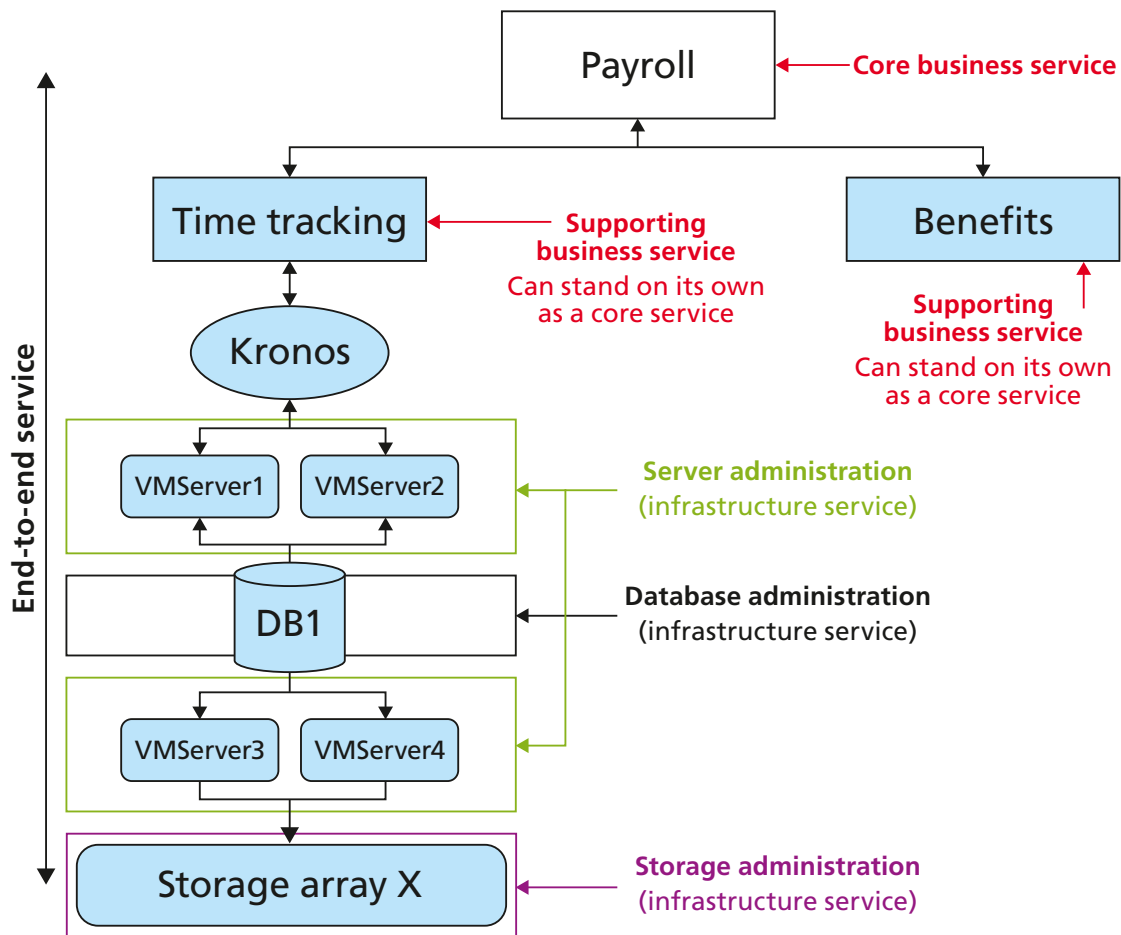 Payroll
Core business service
End-to-end service
Time tracking
Supporting
business service
Can stand on its own
as a core service
Benefits
Supporting
business service
Can stand on its own
as a core service
Kronos
VMServer1
VMServer2
Server administration
(infrastructure service)
DB1
Database administration
(infrastructure service)
VMServer3
VMServer4
Storage array X
Storage administration
(infrastructure service)